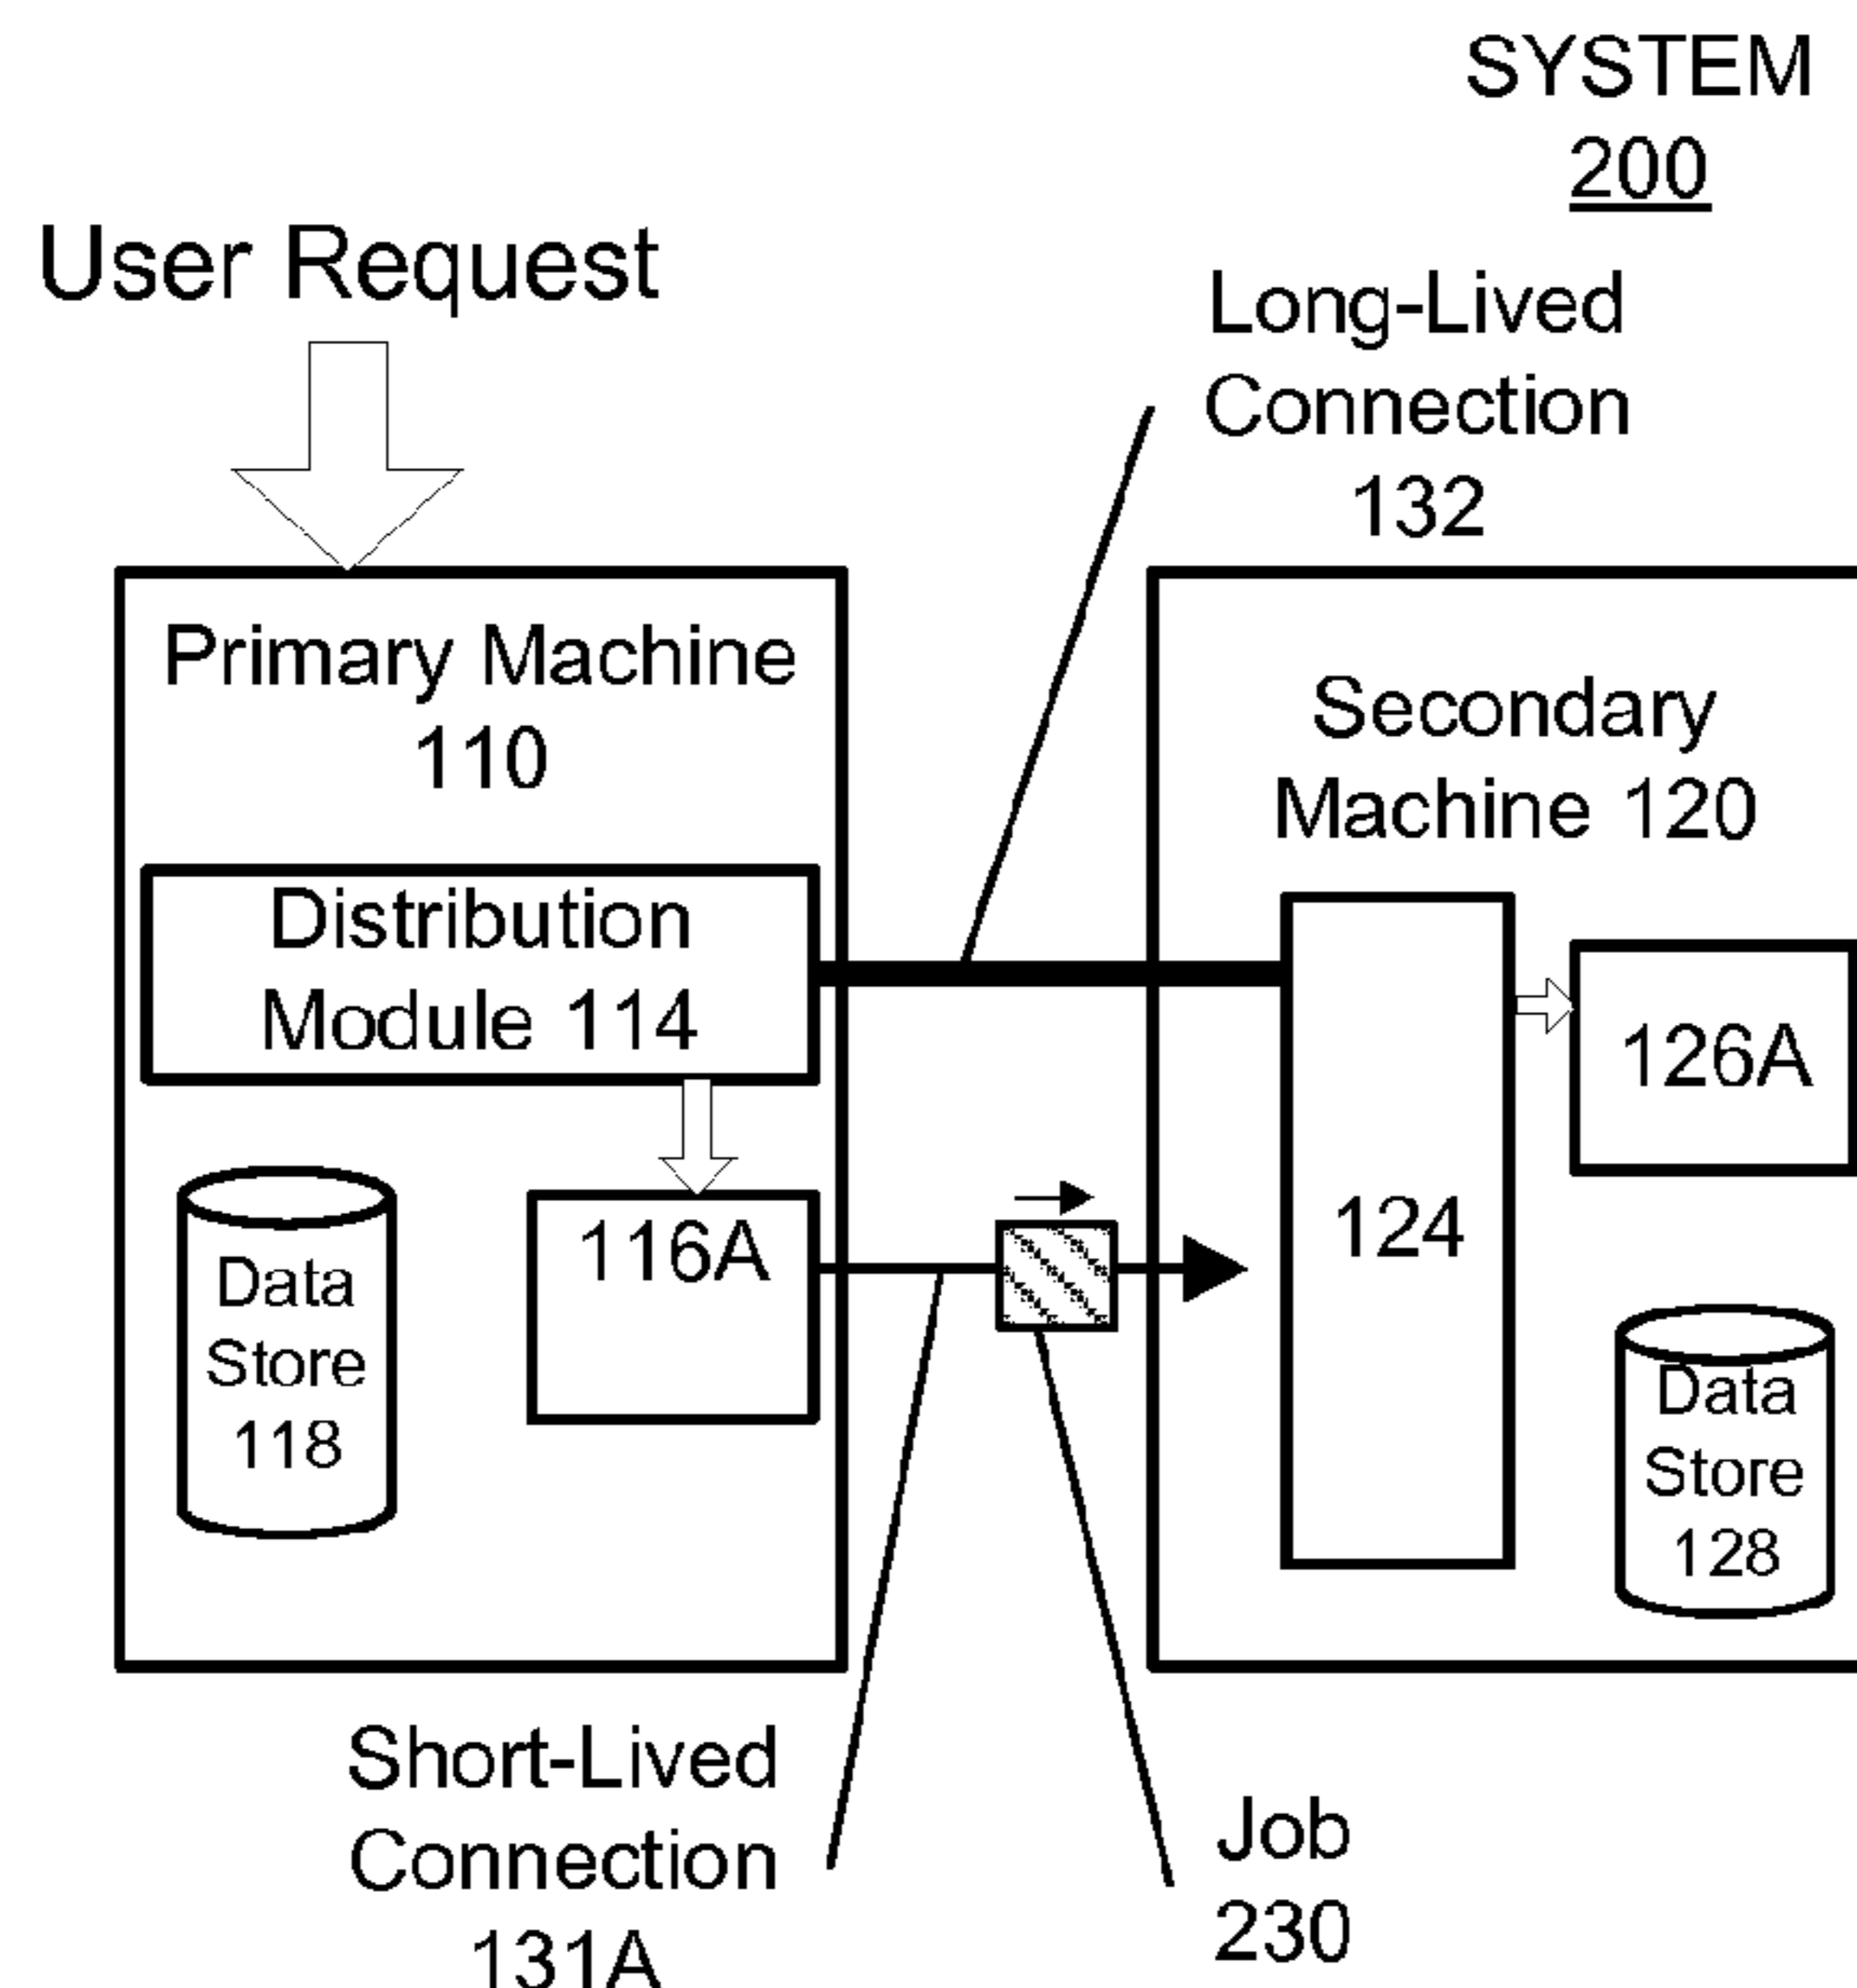 SYSTEM
200
User Request
Long-Lived
Connection
132
Primary Machine
110
Secondary
Machine 120
Distribution
Module 114
126A
116A
124
Data
Store
118
Data
Store
128
Short-Lived
Connection
131A
Job
230